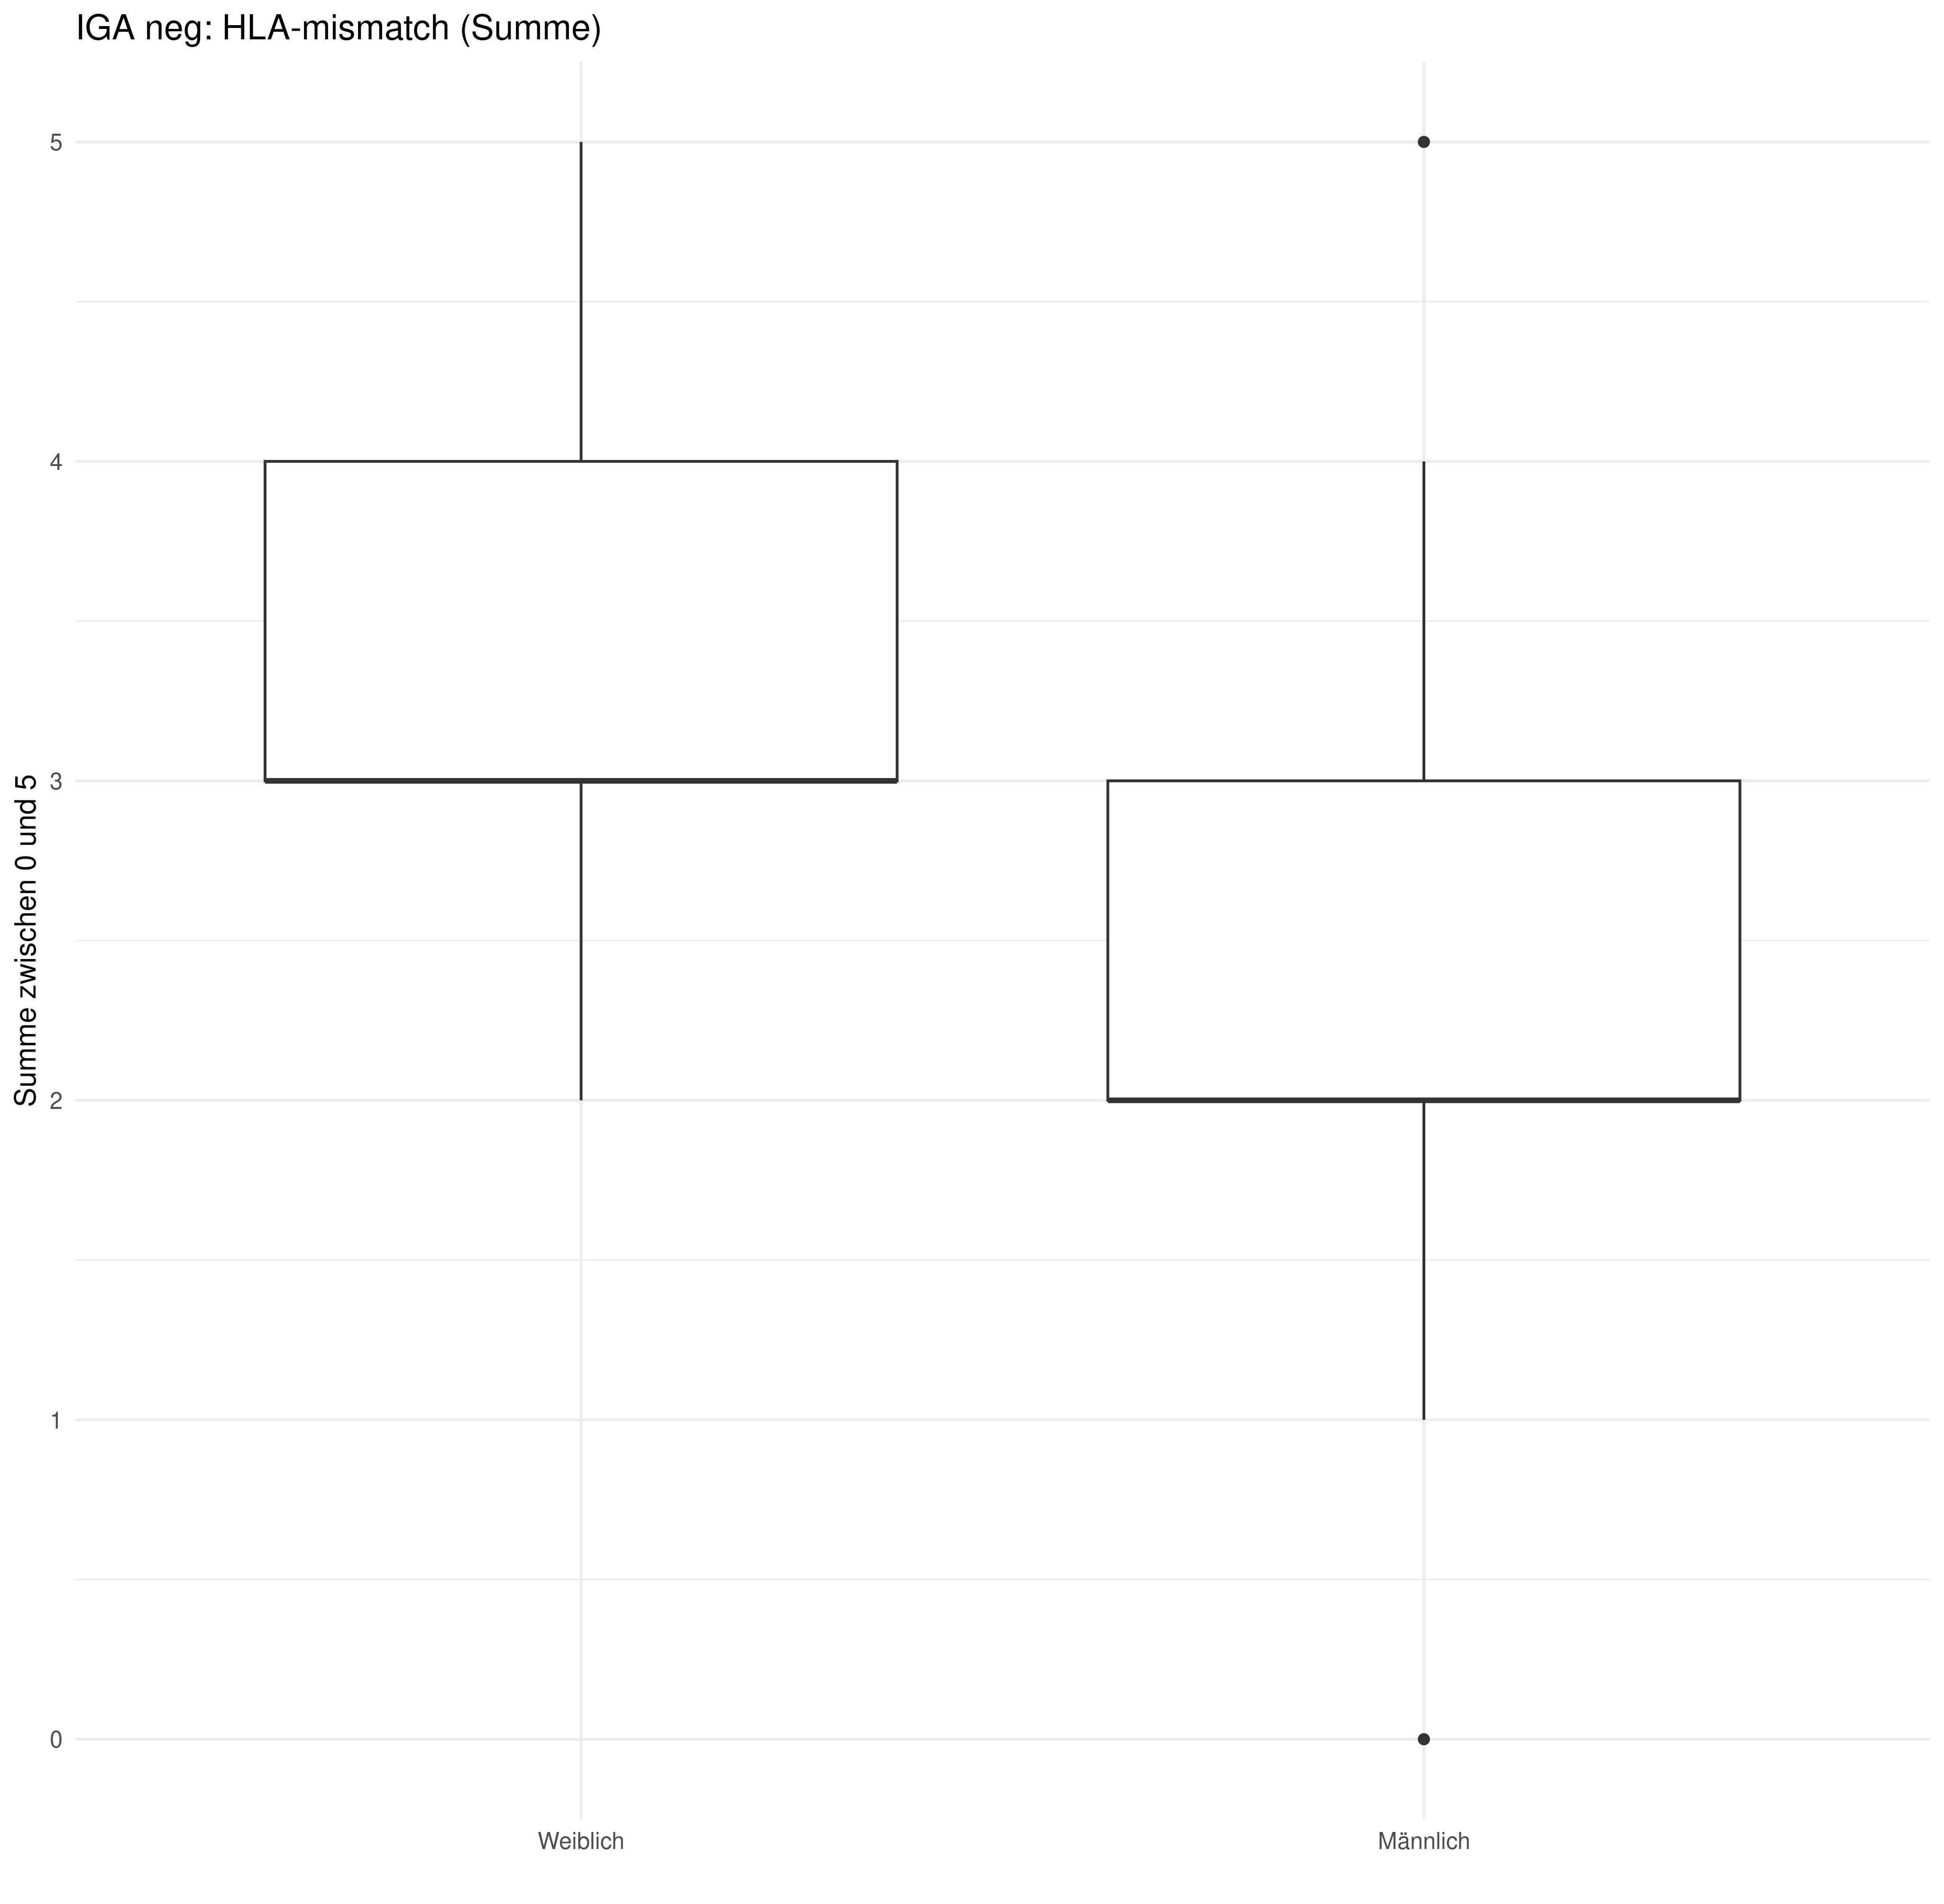 IGA neg: HLA-mismatch (Summe)
Summe zwischen 0 und 5
5
4
3
2
1
0
Weiblich
Männlich